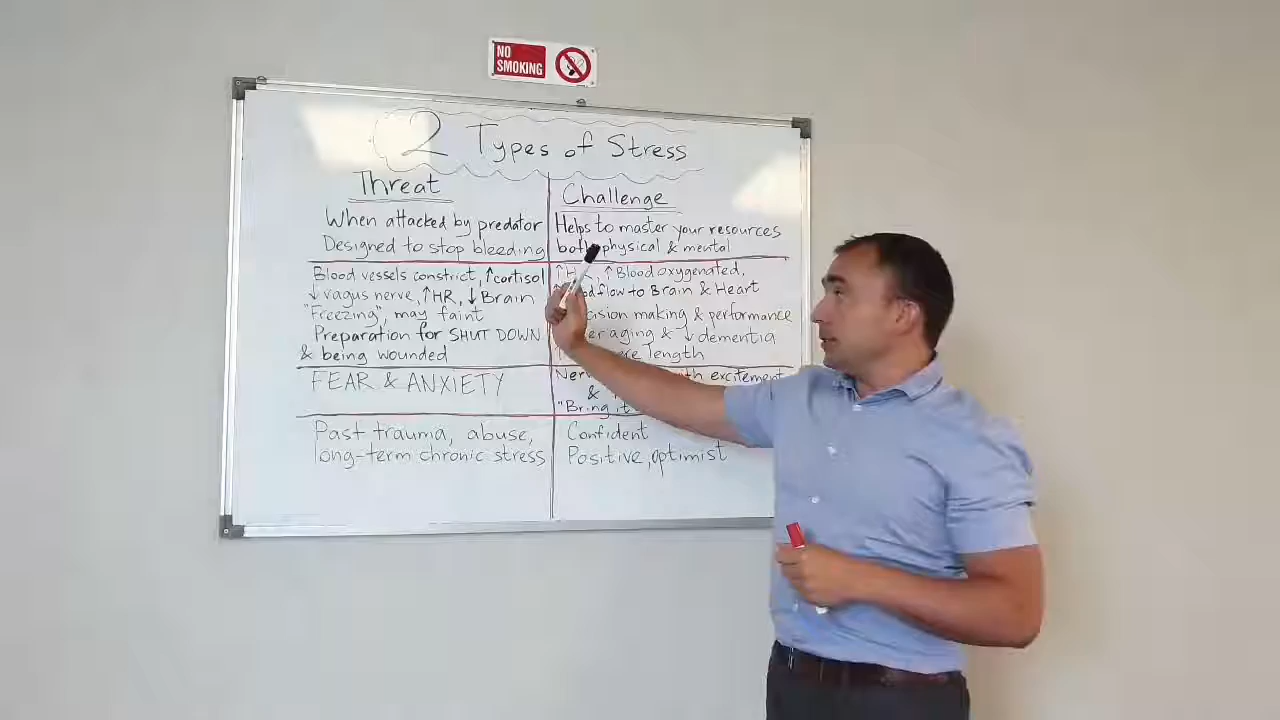 NO
SMOKING
2 Types of Stress
Threat
When attacked by predator
Designed to stop bleeding
Blood vessels constrict, ↑cortisol
↓ vagus nerve, ↑HR, ↓Brain
"Freezing", may faint
Preparation for SHUT DOWN
& being wounded
FEAR & ANXIETY
Past trauma, abuse,
long-term chronic stress
Challenge
Helps to master your resources
both physical & mental
↑HR, ↑Blood oxygenated,
to Brain & Heart
making & performance
aging & ↓ dementia
length
excitement
&
"Bring it
Confident
Positive, optimist